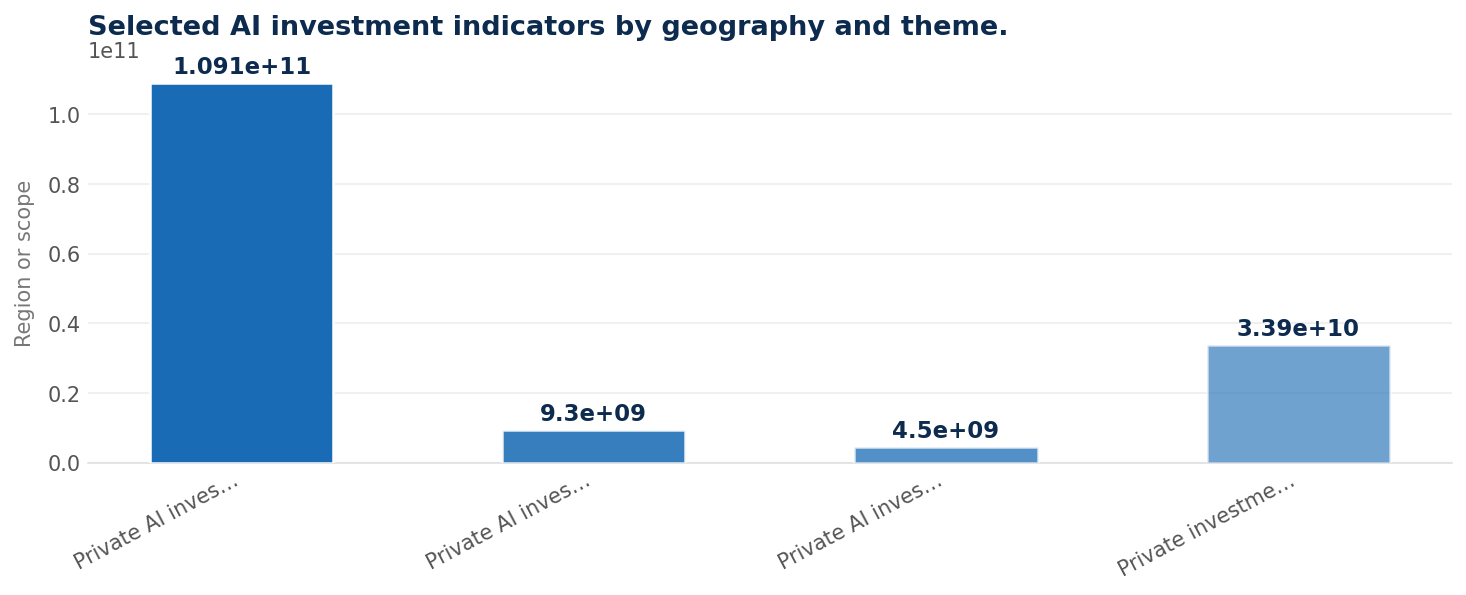 Selected AI investment indicators by geography and theme.
1e11
1.091e+11
1.0
0.8
0.6
0.4
0.2
0.0
Region or scope
9.3e+09
4.5e+09
3.39e+10
Private AI inves...
Private AI inves...
Private AI inves...
Private investme...